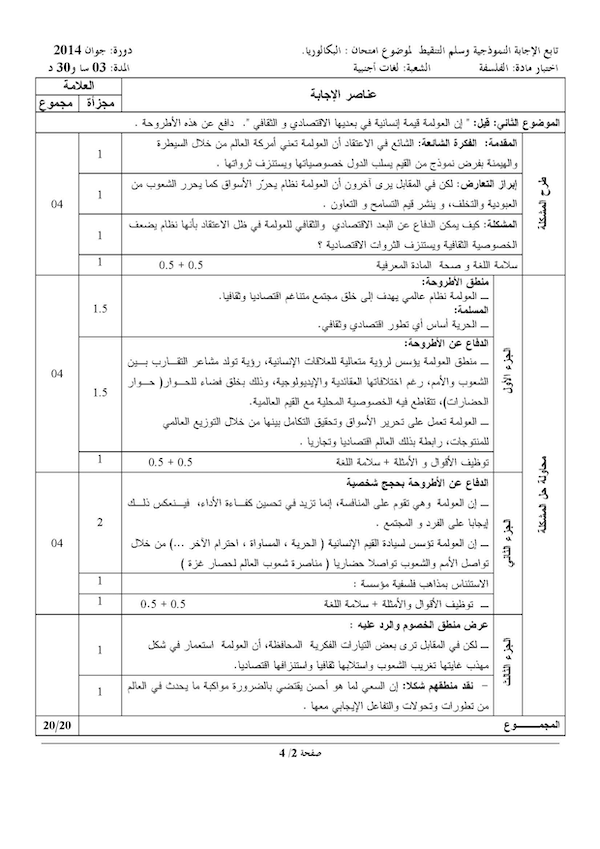 تابع الإجابة النموذجية وسلم التنقيط لموضوع امتحان : البكالوريا. دورة: جوان 2014
اختبار مادة: الفلسفة الشعبة: لغات أجنبية المدة: 03 سا و30 د
عناصر الإجابة العلامة
مجزأة مجموع
الموضوع الثاني: قيل: " إن العولمة قيمة إنسانية في بعديها الاقتصادي و الثقافي ". دافع عن هذه الأطروحة .
طرح المشكلة
المقدمة: الفكرة الشائعة: الشائع في الاعتقاد أن العولمة تعني أمركة العالم من خلال السيطرة 1
والهيمنة بفرض نموذج من القيم يسلب الدول خصوصياتها ويستنزف ثرواتها .
إبراز التعارض: لكن في المقابل يرى آخرون أن العولمة نظام يحرّر الأسواق كما يحرر الشعوب من 1
العبودية والتخلف، و ينشر قيم التسامح و التعاون . 04
المشكلة: كيف يمكن الدفاع عن البعد الاقتصادي والثقافي للعولمة في ظل الاعتقاد بأنها نظام يضعف 1
الخصوصية الثقافية ويستنزف الثروات الاقتصادية ؟
سلامة اللغة و صحة المادة المعرفية 0.5 + 0.5 1
محاولة حل المشكلة
الجزء الأول
منطق الأطروحة:
ـــ العولمة نظام عالمي يهدف إلى خلق مجتمع متناغم اقتصاديا وثقافيا. 1.5
المسلمة:
ـــ الحرية أساس أي تطور اقتصادي وثقافي.
الدفاع عن الأطروحة:
ـــ منطق العولمة يؤسس لرؤية متعالية للعلاقات الإنسانية، رؤية تولد مشاعر التقارب بـين
الشعوب والأمم، رغم اختلافاتها العقائدية والإيديولوجية، وذلك بخلق فضاء للحـوار( حـوار 04
الحضارات)، تتقاطع فيه الخصوصية المحلية مع القيم العالمية. 1.5
ـــ العولمة تعمل على تحرير الأسواق وتحقيق التكامل بينها من خلال التوزيع العالمي
للمنتوجات، رابطة بذلك العالم اقتصاديا وتجاريا .
توظيف الأقوال و الأمثلة + سلامة اللغة 0.5 + 0.5 1
الجزء الثاني
الدفاع عن الأطروحة بحجج شخصية
ـــ إن العولمة وهي تقوم على المنافسة، إنما تزيد في تحسين كفـاءة الأداء، فيـنعكس ذلـك
إيجابا على الفرد و المجتمع . 2
ـــ إن العولمة تؤسس لسيادة القيم الإنسانية ( الحرية ، المساواة ، احترام الآخر ...) من خلال 04
تواصل الأمم والشعوب تواصلا حضاريا ( مناصرة شعوب العالم لحصار غزة )
الاستئناس بمذاهب فلسفية مؤسسة : 1
ـــ توظيف الأقوال والأمثلة + سلامة اللغة 0.5 + 0.5 1
الجزء الثالث
عرض منطق الخصوم والرد عليه :
ـــ لكن في المقابل ترى بعض التيارات الفكرية المحافظة، أن العولمة استعمار في شكل 1
مهذب غايتها تغريب الشعوب واستلابها ثقافيا واستنزافها اقتصاديا.
- نقد منطقهم شكلا: إن السعي لما هو أحسن يقتضي بالضرورة مواكبة ما يحدث في العالم 1
من تطورات وتحولات والتفاعل الإيجابي معها .
المجمـــــــوع 20/20
صفحة 2/ 4